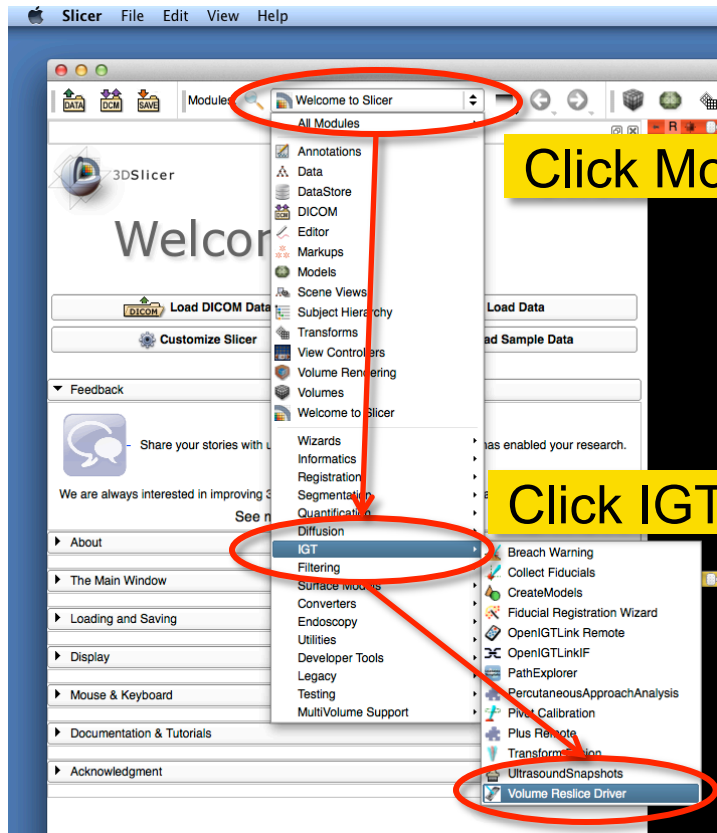 Slicer File Edit View Help
DATA DCM SAVE Modules: Welcome to Slicer
R
All Modules
Click Mo
Annotations
Data
DataStore
DICOM
Editor
Markups
Models
Scene Views
Subject Hierarchy
Transforms
View Controllers
Volume Rendering
Volumes
Welcome to Slicer
3DSlicer
Welcom
DICOM Load DICOM Data
Load Data
Customize Slicer
ad Sample Data
Feedback
Share your stories with u
has enabled your research.
We are always interested in improving 3
See
About
The Main Window
Loading and Saving
Display
Mouse & Keyboard
Documentation & Tutorials
Acknowledgment
Wizards
Informatics
Registration
Segmentation
Quantification
Diffusion
IGT
Filtering
Surface Models
Converters
Endoscopy
Utilities
Developer Tools
Legacy
Testing
MultiVolume Support
Click IGT
Breach Warning
Collect Fiducials
CreateModels
Fiducial Registration Wizard
OpenIGTLink Remote
OpenIGTLinkIF
PathExplorer
PercutaneousApproachAnalysis
Pivot Calibration
Plus Remote
Transform Fusion
UltrasoundSnapshots
Volume Reslice Driver